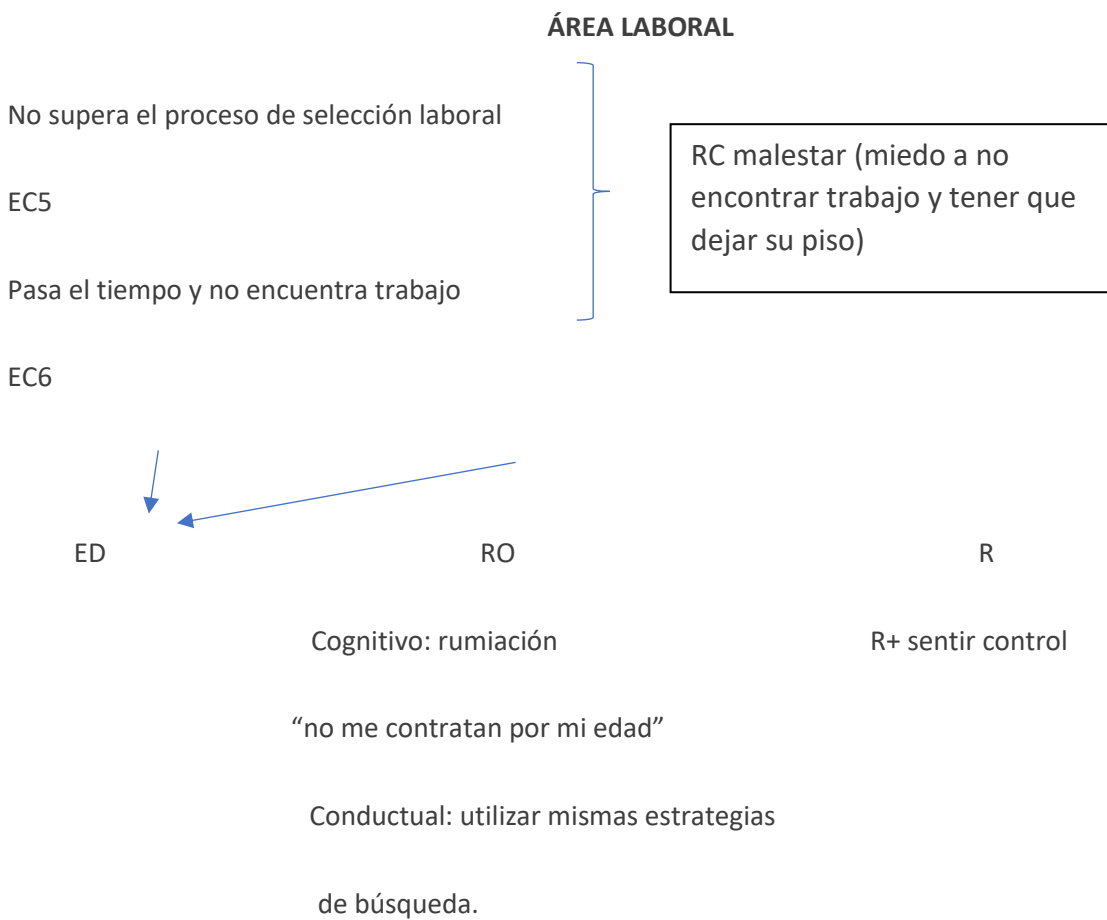 ÁREA LABORAL
No supera el proceso de selección laboral
EC5
Pasa el tiempo y no encuentra trabajo
EC6
RC malestar (miedo a no
encontrar trabajo y tener que
dejar su piso)
ED
RO
R
Cognitivo: rumiación
R+ sentir control
“no me contratan por mi edad”
Conductual: utilizar mismas estrategias
de búsqueda.